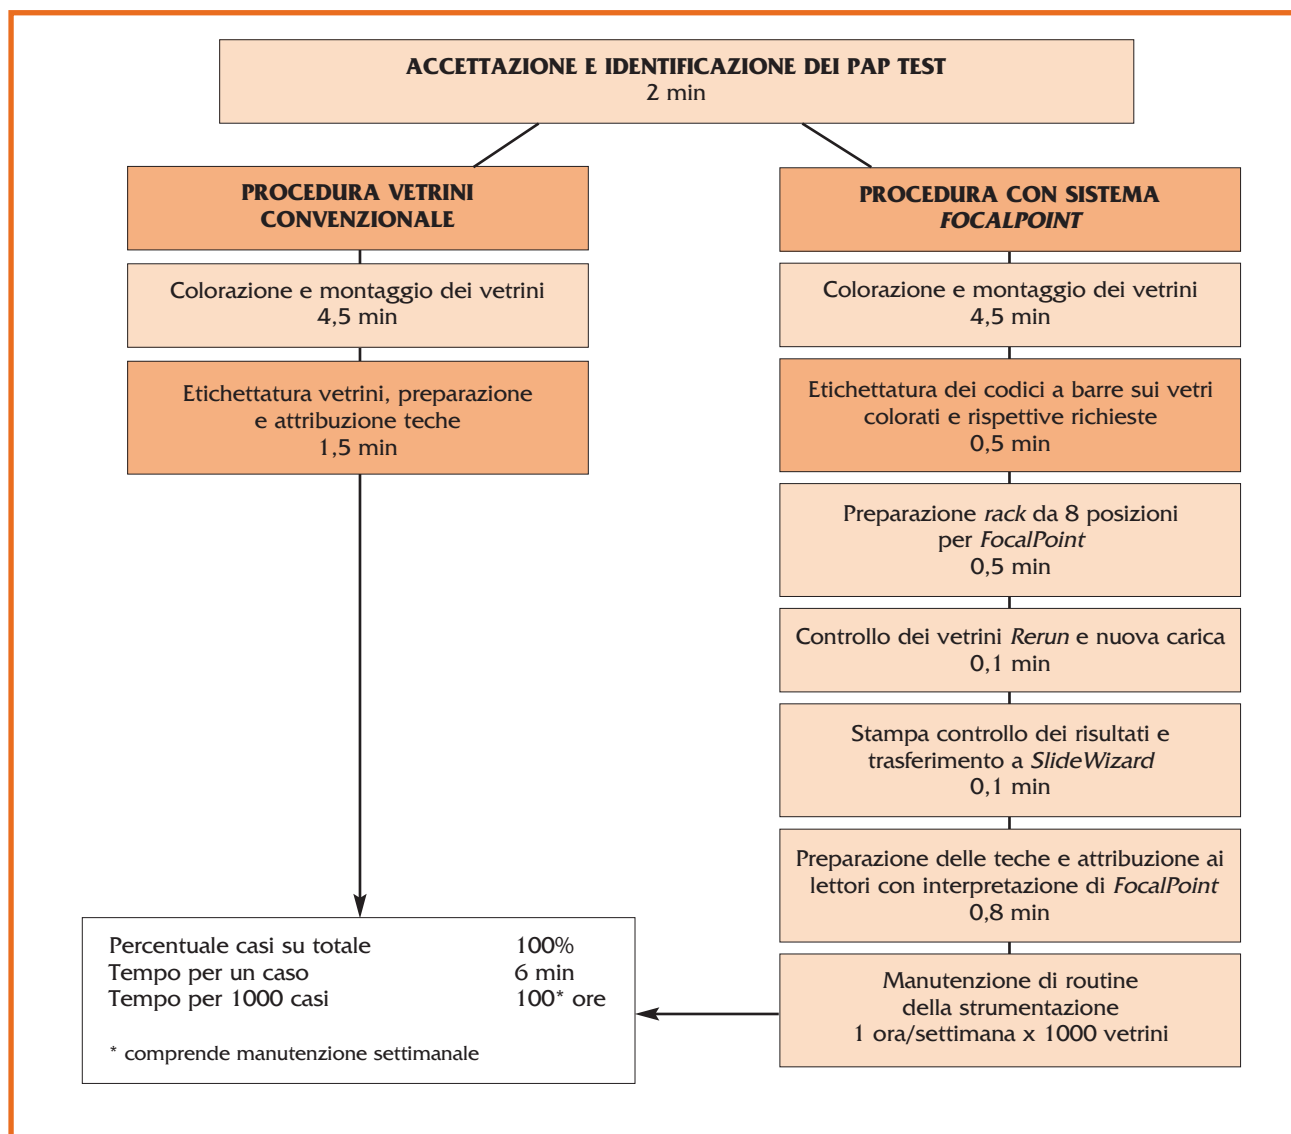 ACCETTAZIONE E IDENTIFICAZIONE DEI PAP TEST
2 min
PROCEDURA VETRINI
CONVENZIONALE
Colorazione e montaggio dei vetrini
4,5 min
Etichettatura vetrini, preparazione
e attribuzione teche
1,5 min
PROCEDURA CON SISTEMA
FOCALPOINT
Colorazione e montaggio dei vetrini
4,5 min
Etichettatura dei codici a barre sui vetri
colorati e rispettive richieste
0,5 min
Preparazione rack da 8 posizioni
per FocalPoint
0,5 min
Controllo dei vetrini Rerun e nuova carica
0,1 min
Stampa controllo dei risultati e
trasferimento a SlideWizard
0,1 min
Preparazione delle teche e attribuzione ai
lettori con interpretazione di FocalPoint
0,8 min
Manutenzione di routine
della strumentazione
1 ora/settimana x 1000 vetrini
Percentuale casi su totale 100%
Tempo per un caso 6 min
Tempo per 1000 casi 100* ore
* comprende manutenzione settimanale